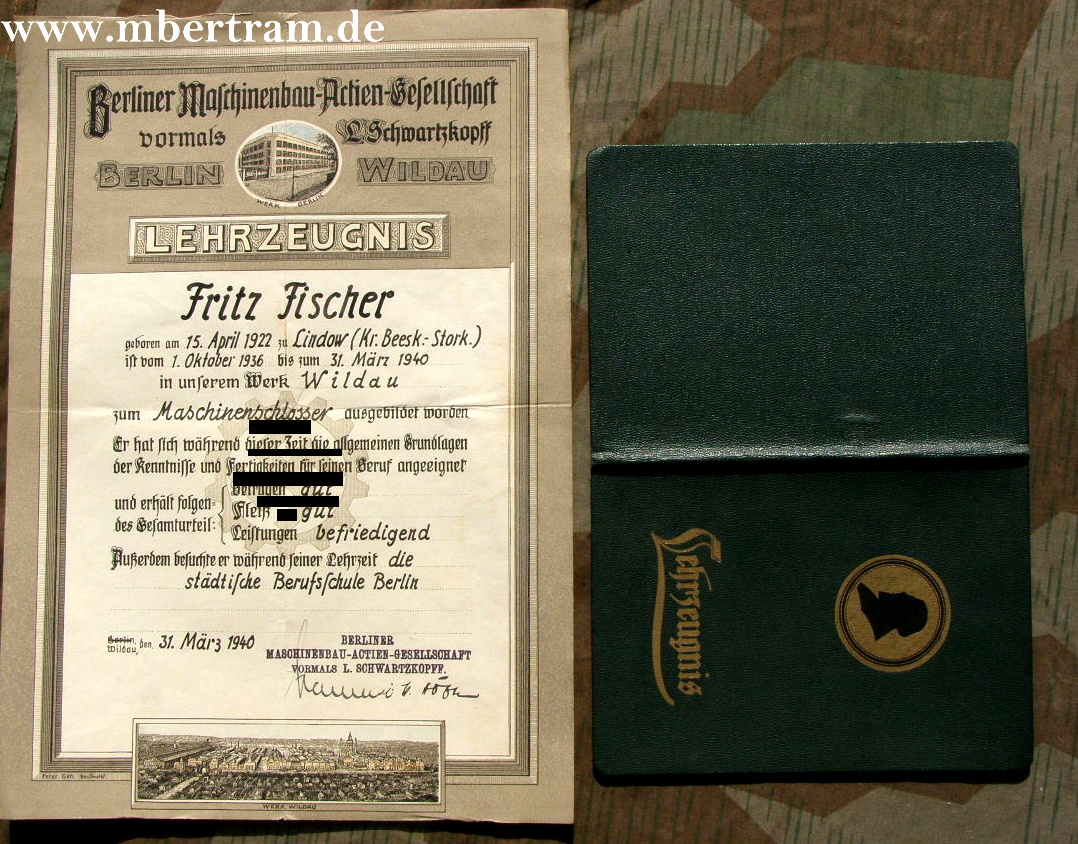 www.mbertram.de
Berliner Maschinenbau-Actien-Gesellschaft
vormals L. Schwartzkopff
BERLIN WILDAU
WERK BERLIN
LEHRZEUGNIS
Fritz Fischer
geboren am 15. April 1922 zu Lindow (Kr. Beesk.- Stork.)
ist vom 1. Oktober 1936 bis zum 31. März 1940
in unserem Werk Wildau
zum Maschinenschlosser ausgebildet worden
Er hat sich während dieser Zeit die allgemeinen Grundlagen
der Kenntnisse und Fertigkeiten für seinen Beruf angeeignet
und erhält folgen-
des Gesamturteil:
Betragen gut
Fleiß gut
Leistungen befriedigend
Außerdem besuchte er während seiner Lehrzeit die
städtische Berufsschule Berlin
Berlin,
Wildau, den 31. März 1940
BERLINER
MASCHINENBAU-ACTIEN-GESELLSCHAFT
VORMALS L. SCHWARTZKOPFF.
WERK WILDAU
Lehrzeugnis